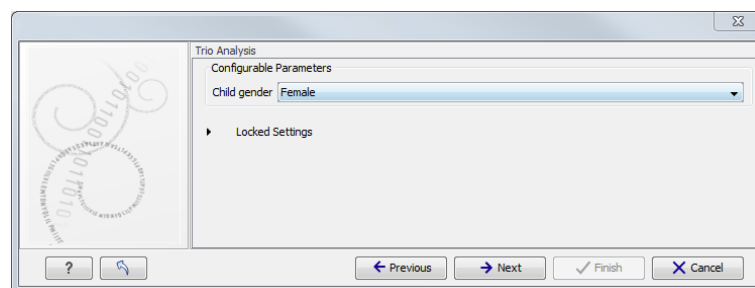 Trio Analysis
Configurable Parameters
Child gender Female
Locked Settings
? Previous Next Finish Cancel